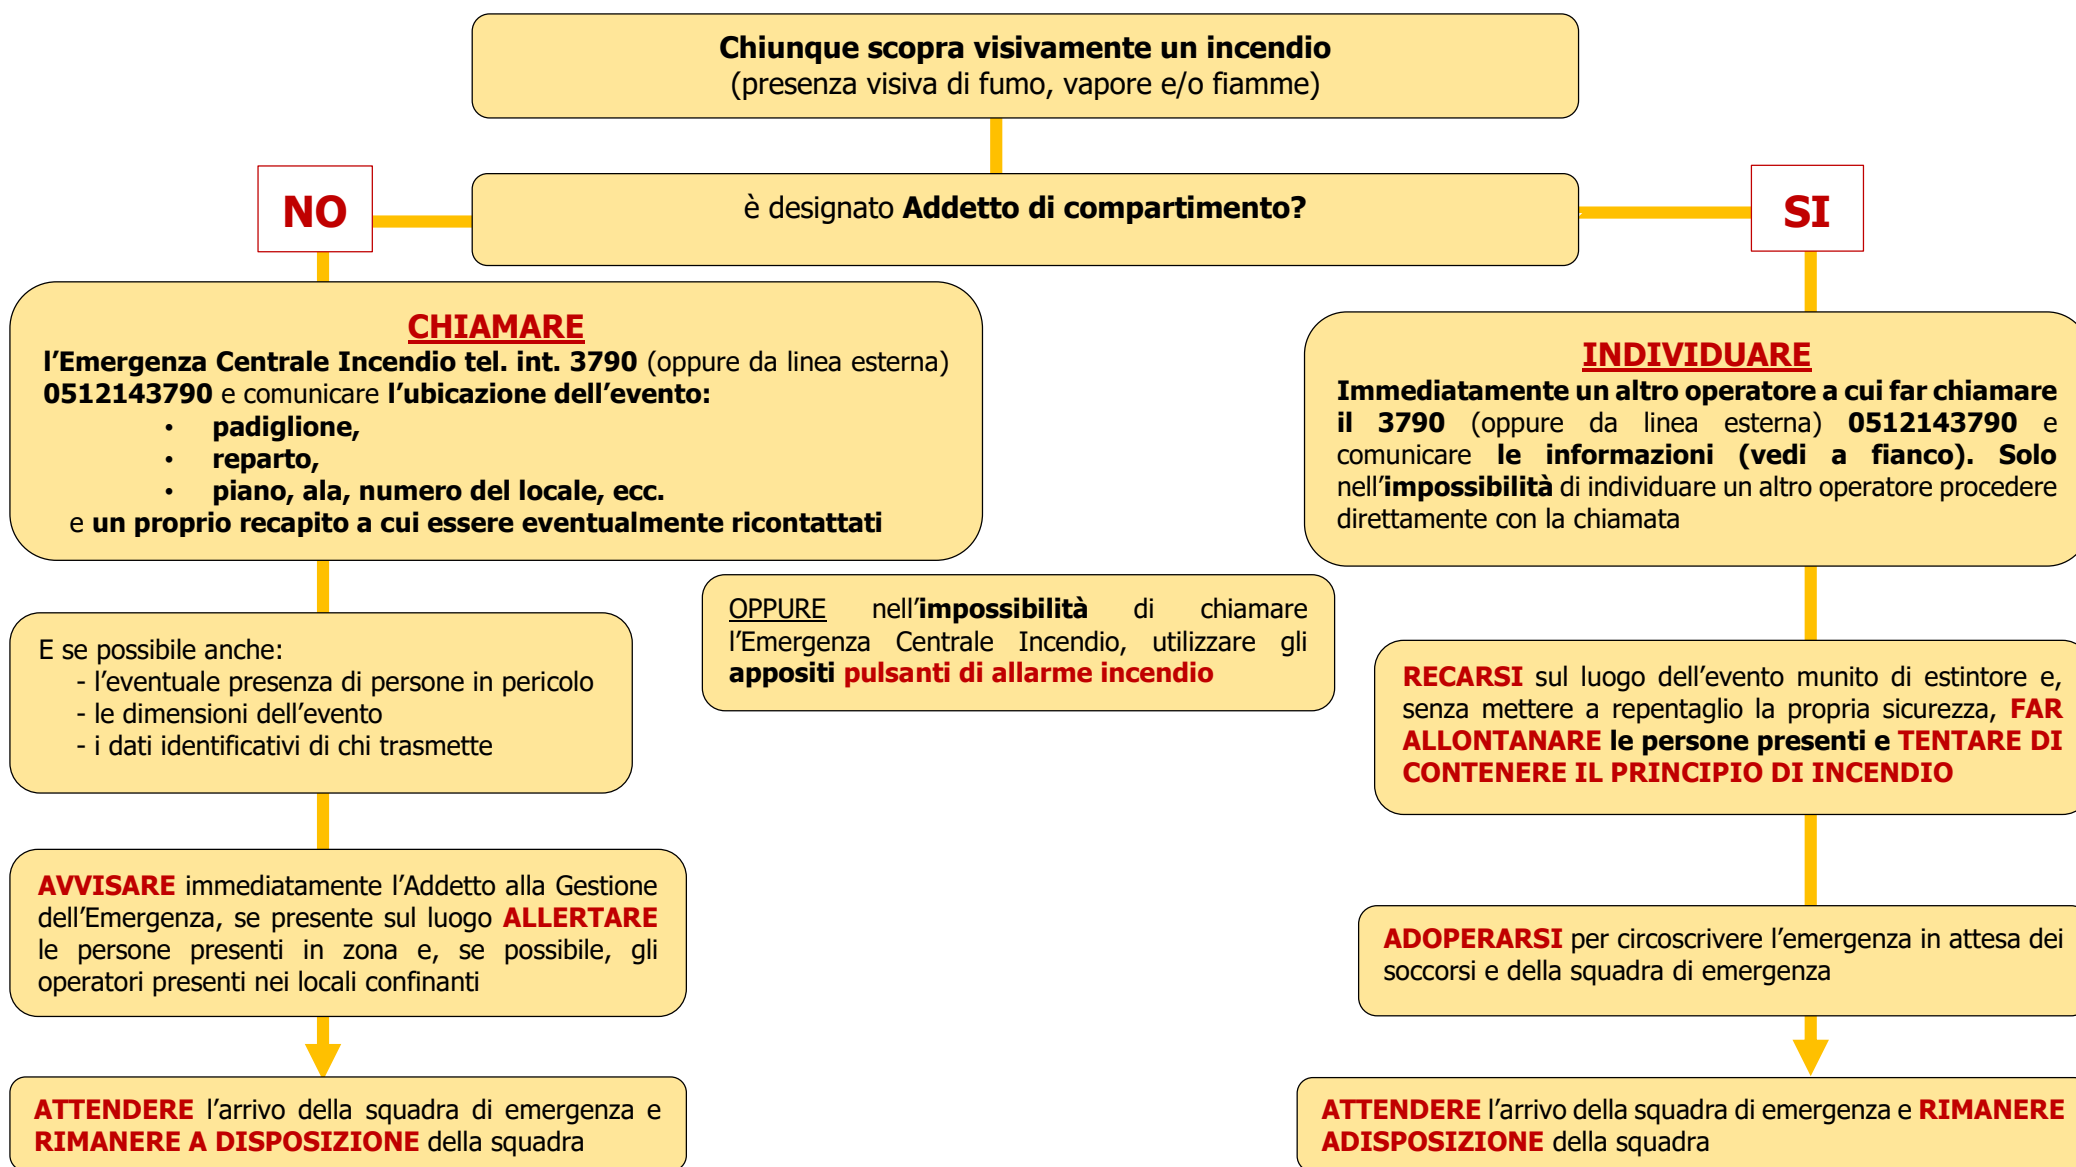 Chiunque scopra visivamente un incendio
(presenza visiva di fumo, vapore e/o fiamme)
è designato Addetto di compartimento?
NO
SI
CHIAMARE
l’Emergenza Centrale Incendio tel. int. 3790 (oppure da linea esterna)
0512143790 e comunicare l’ubicazione dell’evento:
• padiglione,
• reparto,
• piano, ala, numero del locale, ecc.
e un proprio recapito a cui essere eventualmente ricontattati
INDIVIDUARE
Immediatamente un altro operatore a cui far chiamare
il 3790 (oppure da linea esterna) 0512143790 e
comunicare le informazioni (vedi a fianco). Solo
nell’impossibilità di individuare un altro operatore procedere
direttamente con la chiamata
OPPURE nell’impossibilità di chiamare
l’Emergenza Centrale Incendio, utilizzare gli
appositi pulsanti di allarme incendio
E se possibile anche:
- l’eventuale presenza di persone in pericolo
- le dimensioni dell’evento
- i dati identificativi di chi trasmette
RECARSI sul luogo dell’evento munito di estintore e,
senza mettere a repentaglio la propria sicurezza, FAR
ALLONTANARE le persone presenti e TENTARE DI
CONTENERE IL PRINCIPIO DI INCENDIO
AVVISARE immediatamente l’Addetto alla Gestione
dell’Emergenza, se presente sul luogo ALLERTARE
le persone presenti in zona e, se possibile, gli
operatori presenti nei locali confinanti
ADOPERARSI per circoscrivere l’emergenza in attesa dei
soccorsi e della squadra di emergenza
ATTENDERE l’arrivo della squadra di emergenza e
RIMANERE A DISPOSIZIONE della squadra
ATTENDERE l’arrivo della squadra di emergenza e RIMANERE
ADISPOSIZIONE della squadra